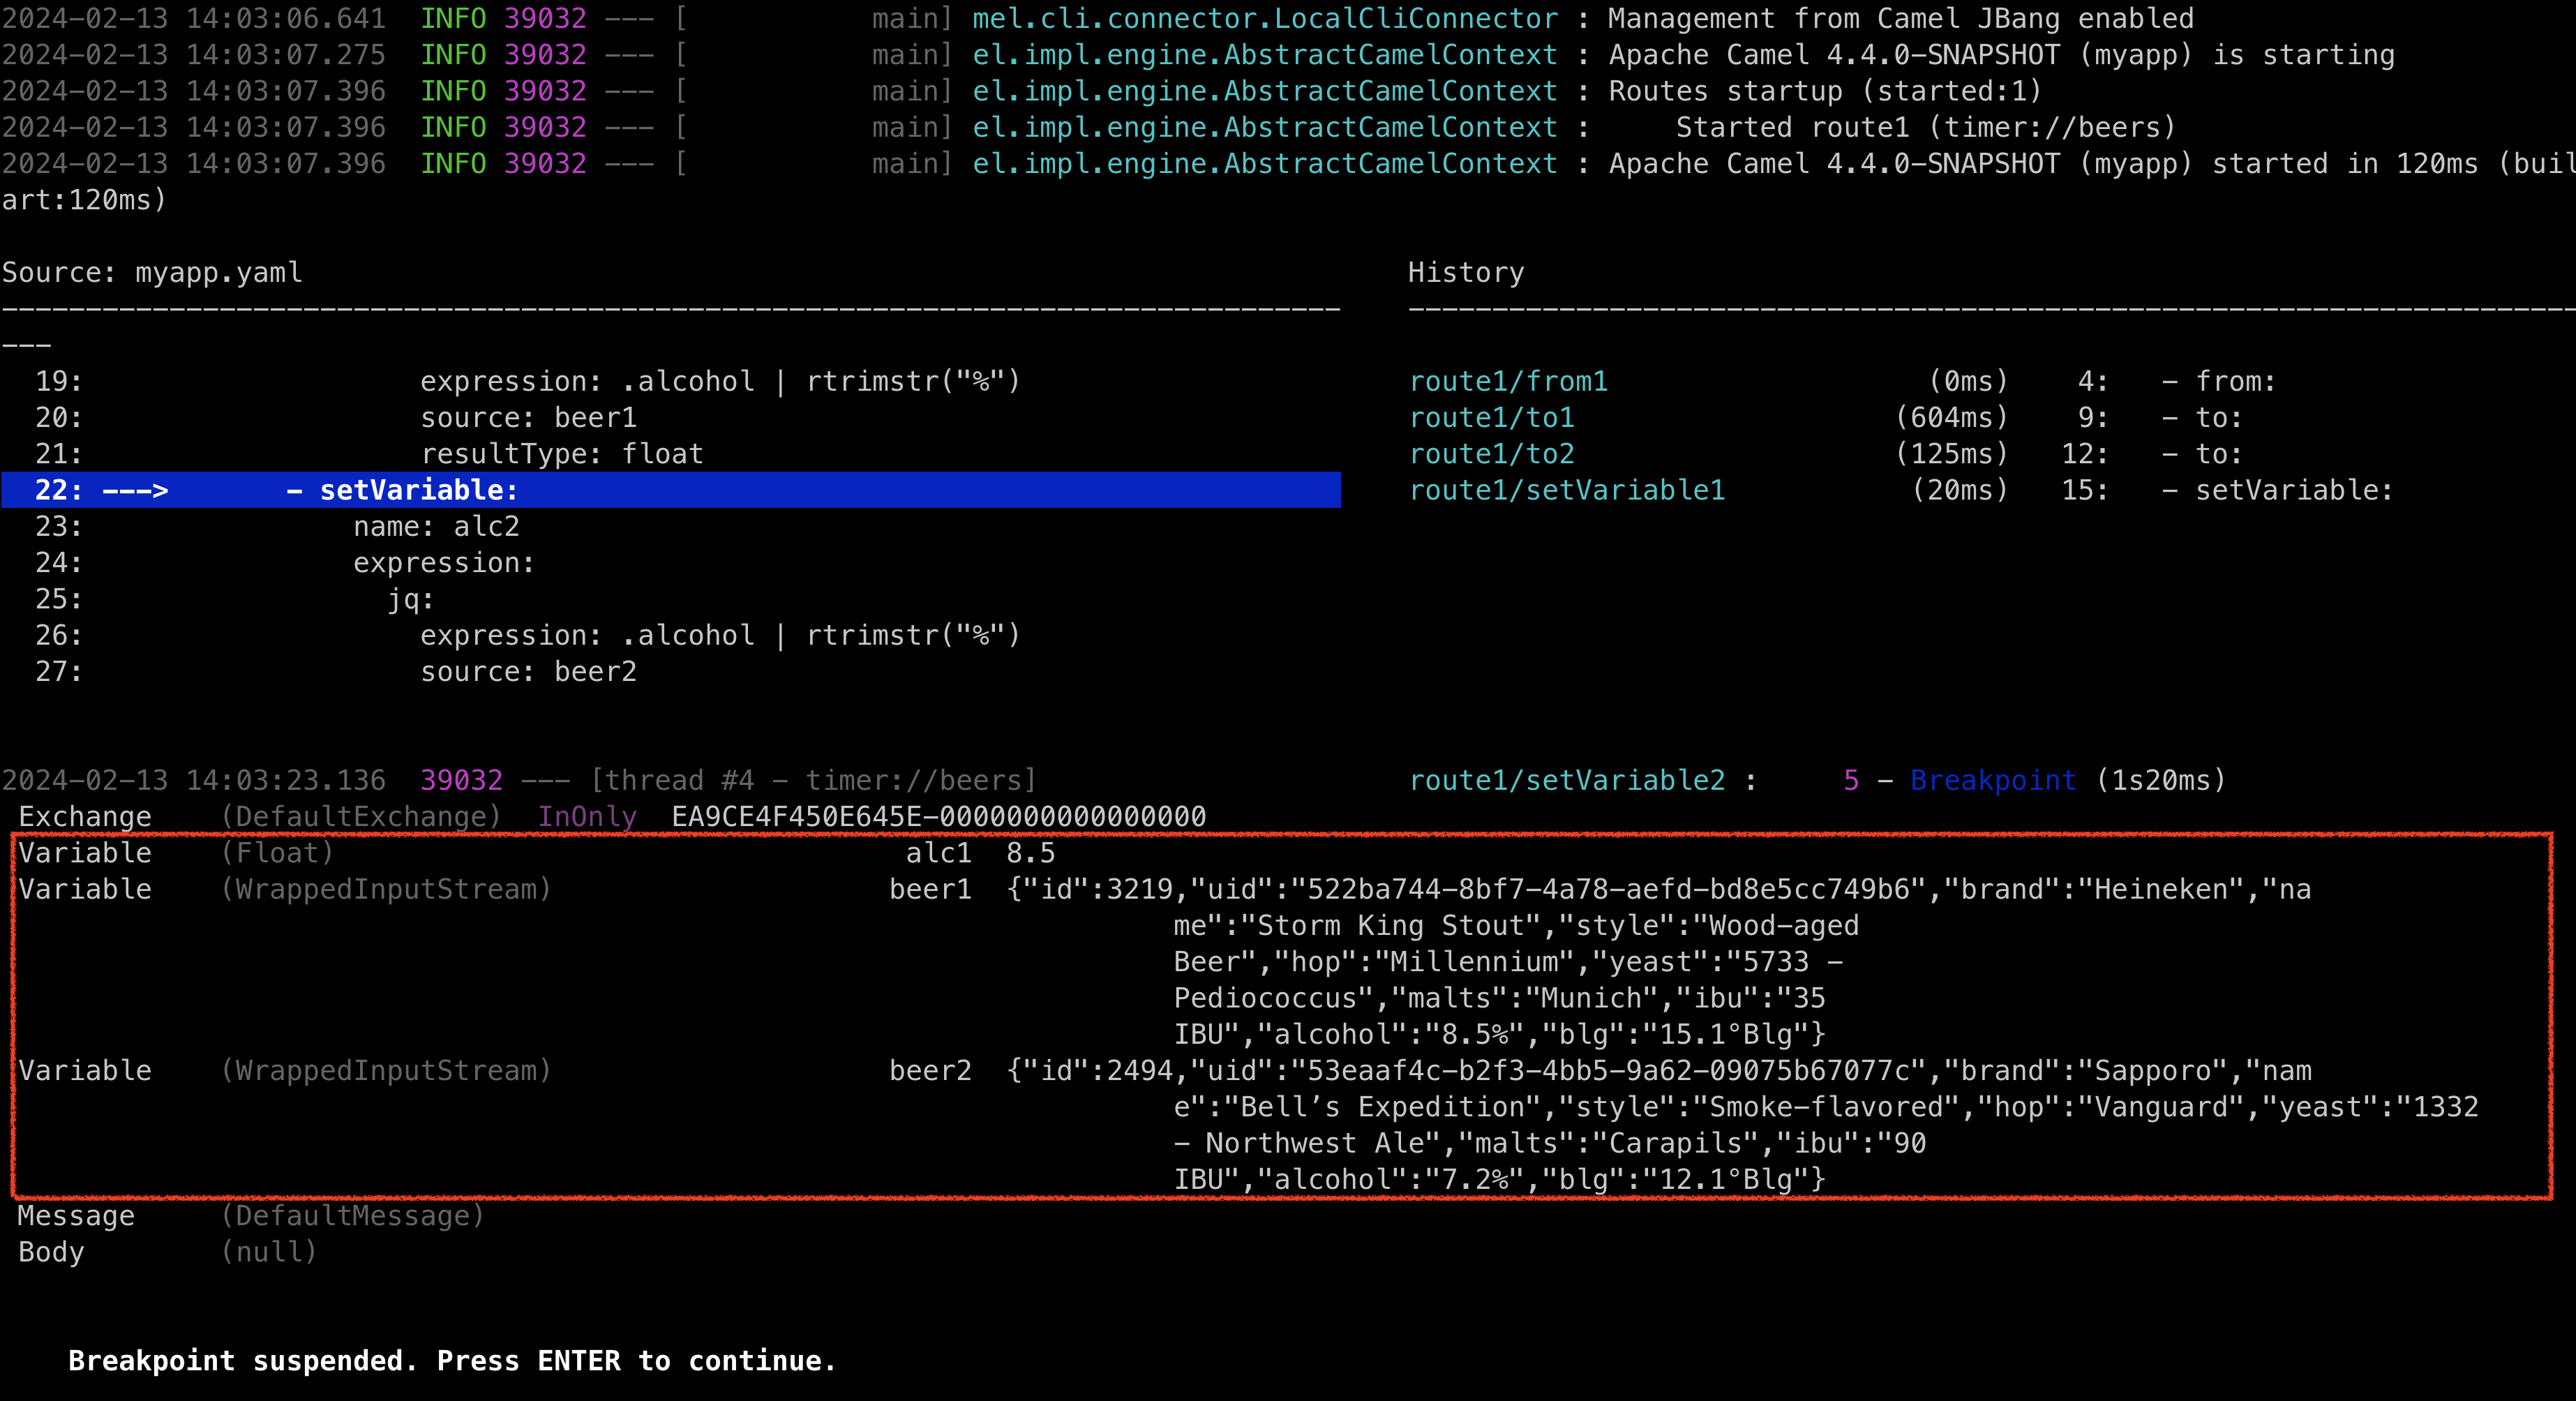 2024-02-13 14:03:06.641  INFO 39032 --- [           main] mel.cli.connector.LocalCliConnector : Management from Camel JBang enabled
2024-02-13 14:03:07.275  INFO 39032 --- [           main] el.impl.engine.AbstractCamelContext : Apache Camel 4.4.0-SNAPSHOT (myapp) is starting
2024-02-13 14:03:07.396  INFO 39032 --- [           main] el.impl.engine.AbstractCamelContext : Routes startup (started:1)
2024-02-13 14:03:07.396  INFO 39032 --- [           main] el.impl.engine.AbstractCamelContext :     Started route1 (timer://beers)
2024-02-13 14:03:07.396  INFO 39032 --- [           main] el.impl.engine.AbstractCamelContext : Apache Camel 4.4.0-SNAPSHOT (myapp) started in 120ms (buil
art:120ms)
Source: myapp.yaml    History
--------------------------------------------------------------------------------    ----------------------------------------------------------------------
---
19:                    expression: .alcohol | rtrimstr("%")    route1/from1    (0ms)    4:   - from:
20:                    source: beer1    route1/to1    (604ms)    9:   - to:
21:                    resultType: float    route1/to2    (125ms)   12:   - to:
22: --->       - setVariable:    route1/setVariable1    (20ms)   15:   - setVariable:
23:                name: alc2
24:                expression:
25:                  jq:
26:                    expression: .alcohol | rtrimstr("%")
27:                    source: beer2
2024-02-13 14:03:23.136  39032 --- [thread #4 - timer://beers]    route1/setVariable2 :     5 - Breakpoint (1s20ms)
Exchange    (DefaultExchange)  InOnly  EA9CE4F450E645E-0000000000000000
Variable    (Float)    alc1  8.5
Variable    (WrappedInputStream)    beer1  {"id":3219,"uid":"522ba744-8bf7-4a78-aefd-bd8e5cc749b6","brand":"Heineken","na
me":"Storm King Stout","style":"Wood-aged
Beer","hop":"Millennium","yeast":"5733 -
Pediococcus","malts":"Munich","ibu":"35
IBU","alcohol":"8.5%","blg":"15.1°Blg"}
Variable    (WrappedInputStream)    beer2  {"id":2494,"uid":"53eaaf4c-b2f3-4bb5-9a62-09075b67077c","brand":"Sapporo","nam
e":"Bell’s Expedition","style":"Smoke-flavored","hop":"Vanguard","yeast":"1332
- Northwest Ale","malts":"Carapils","ibu":"90
IBU","alcohol":"7.2%","blg":"12.1°Blg"}
Message     (DefaultMessage)
Body        (null)
Breakpoint suspended. Press ENTER to continue.